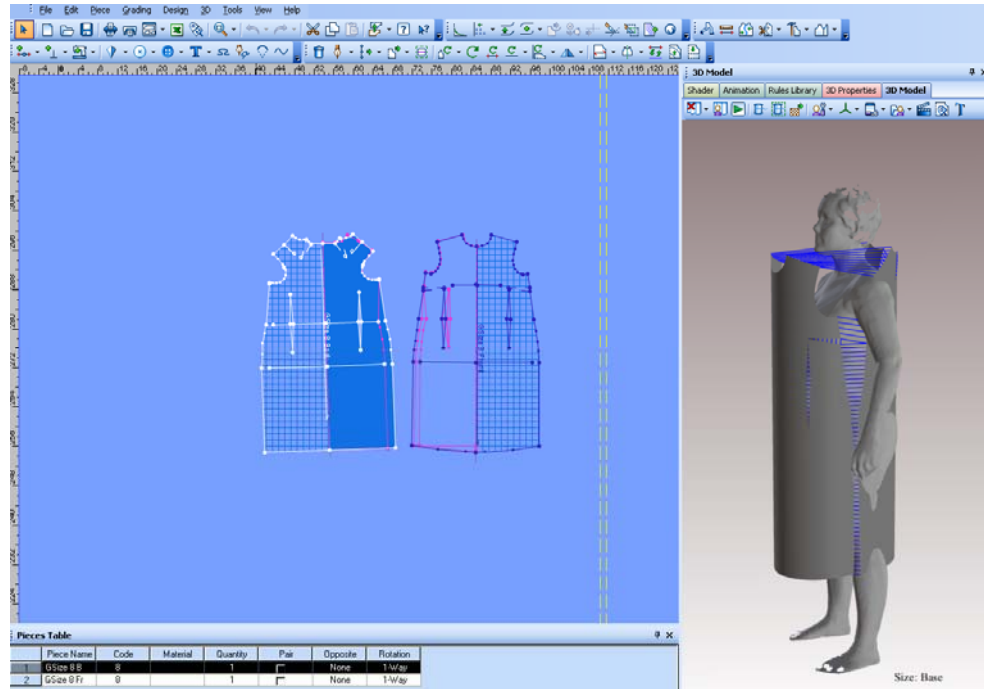 File Edit Piece Grading Design 3D Tools View Help
3D Model
Shader Animation Rules Library 3D Properties 3D Model
Size: Base
Pieces Table
Piece Name Code Material Quantity Pair Opposite Rotation
1 GSize 8 B 8 1 None 1-Way
2 GSize 8 Fr 8 1 None 1-Way